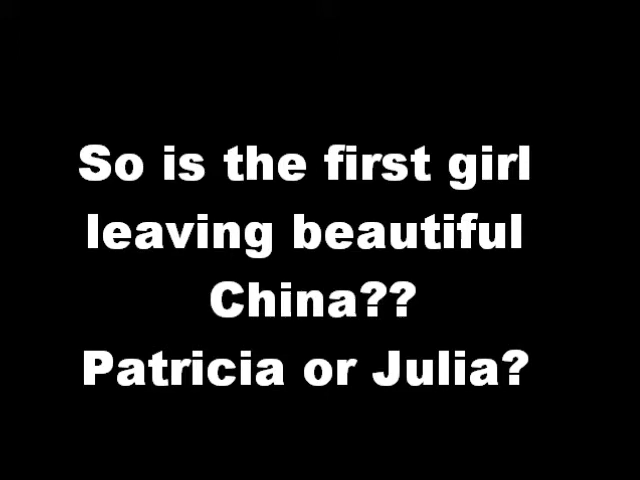 So is the first girl
leaving beautiful
China??
Patricia or Julia?